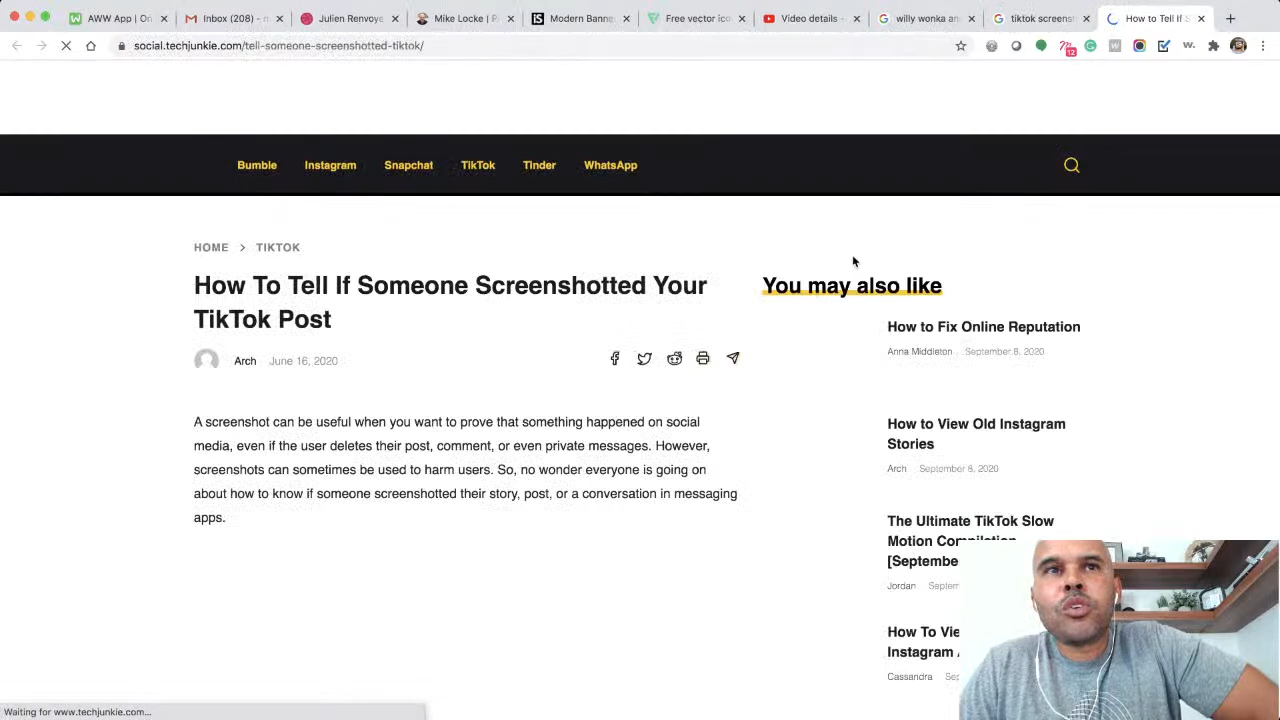 AWW App | On
Inbox (208) - n
Julien Renvoye
Mike Locke | P
Modern Banne
Free vector ico
Video details -
willy wonka an
tiktok screens
How to Tell If S
social.techjunkie.com/tell-someone-screenshotted-tiktok/
12
Bumble
Instagram
Snapchat
TikTok
Tinder
WhatsApp
HOME > TIKTOK
How To Tell If Someone Screenshotted Your
TikTok Post
Arch June 16, 2020
A screenshot can be useful when you want to prove that something happened on social
media, even if the user deletes their post, comment, or even private messages. However,
screenshots can sometimes be used to harm users. So, no wonder everyone is going on
about how to know if someone screenshotted their story, post, or a conversation in messaging
apps.
You may also like
How to Fix Online Reputation
Anna Middleton September 8, 2020
How to View Old Instagram
Stories
Arch September 8, 2020
The Ultimate TikTok Slow
Motion Compilation
[Septembe
Jordan Septem
How To Vie
Instagram
Cassandra Sep
Waiting for www.techjunkie.com...